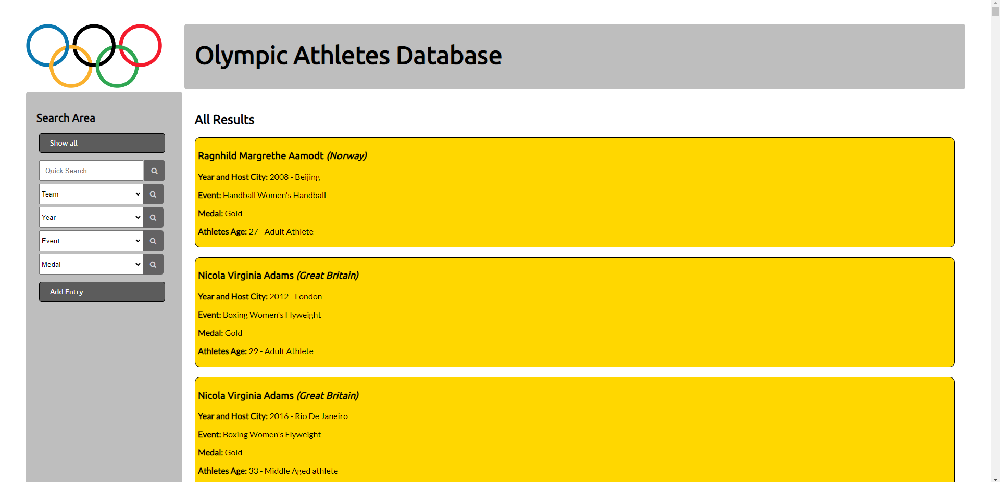 Olympic Athletes Database
Search Area
Show all
Quick Search
Team
Year
Event
Medal
Add Entry
All Results
Ragnhild Margrethe Aamodt (Norway)
Year and Host City: 2008 - Beijing
Event: Handball Women's Handball
Medal: Gold
Athletes Age: 27 - Adult Athlete
Nicola Virginia Adams (Great Britain)
Year and Host City: 2012 - London
Event: Boxing Women's Flyweight
Medal: Gold
Athletes Age: 29 - Adult Athlete
Nicola Virginia Adams (Great Britain)
Year and Host City: 2016 - Rio De Janeiro
Event: Boxing Women's Flyweight
Medal: Gold
Athletes Age: 33 - Middle Aged athlete